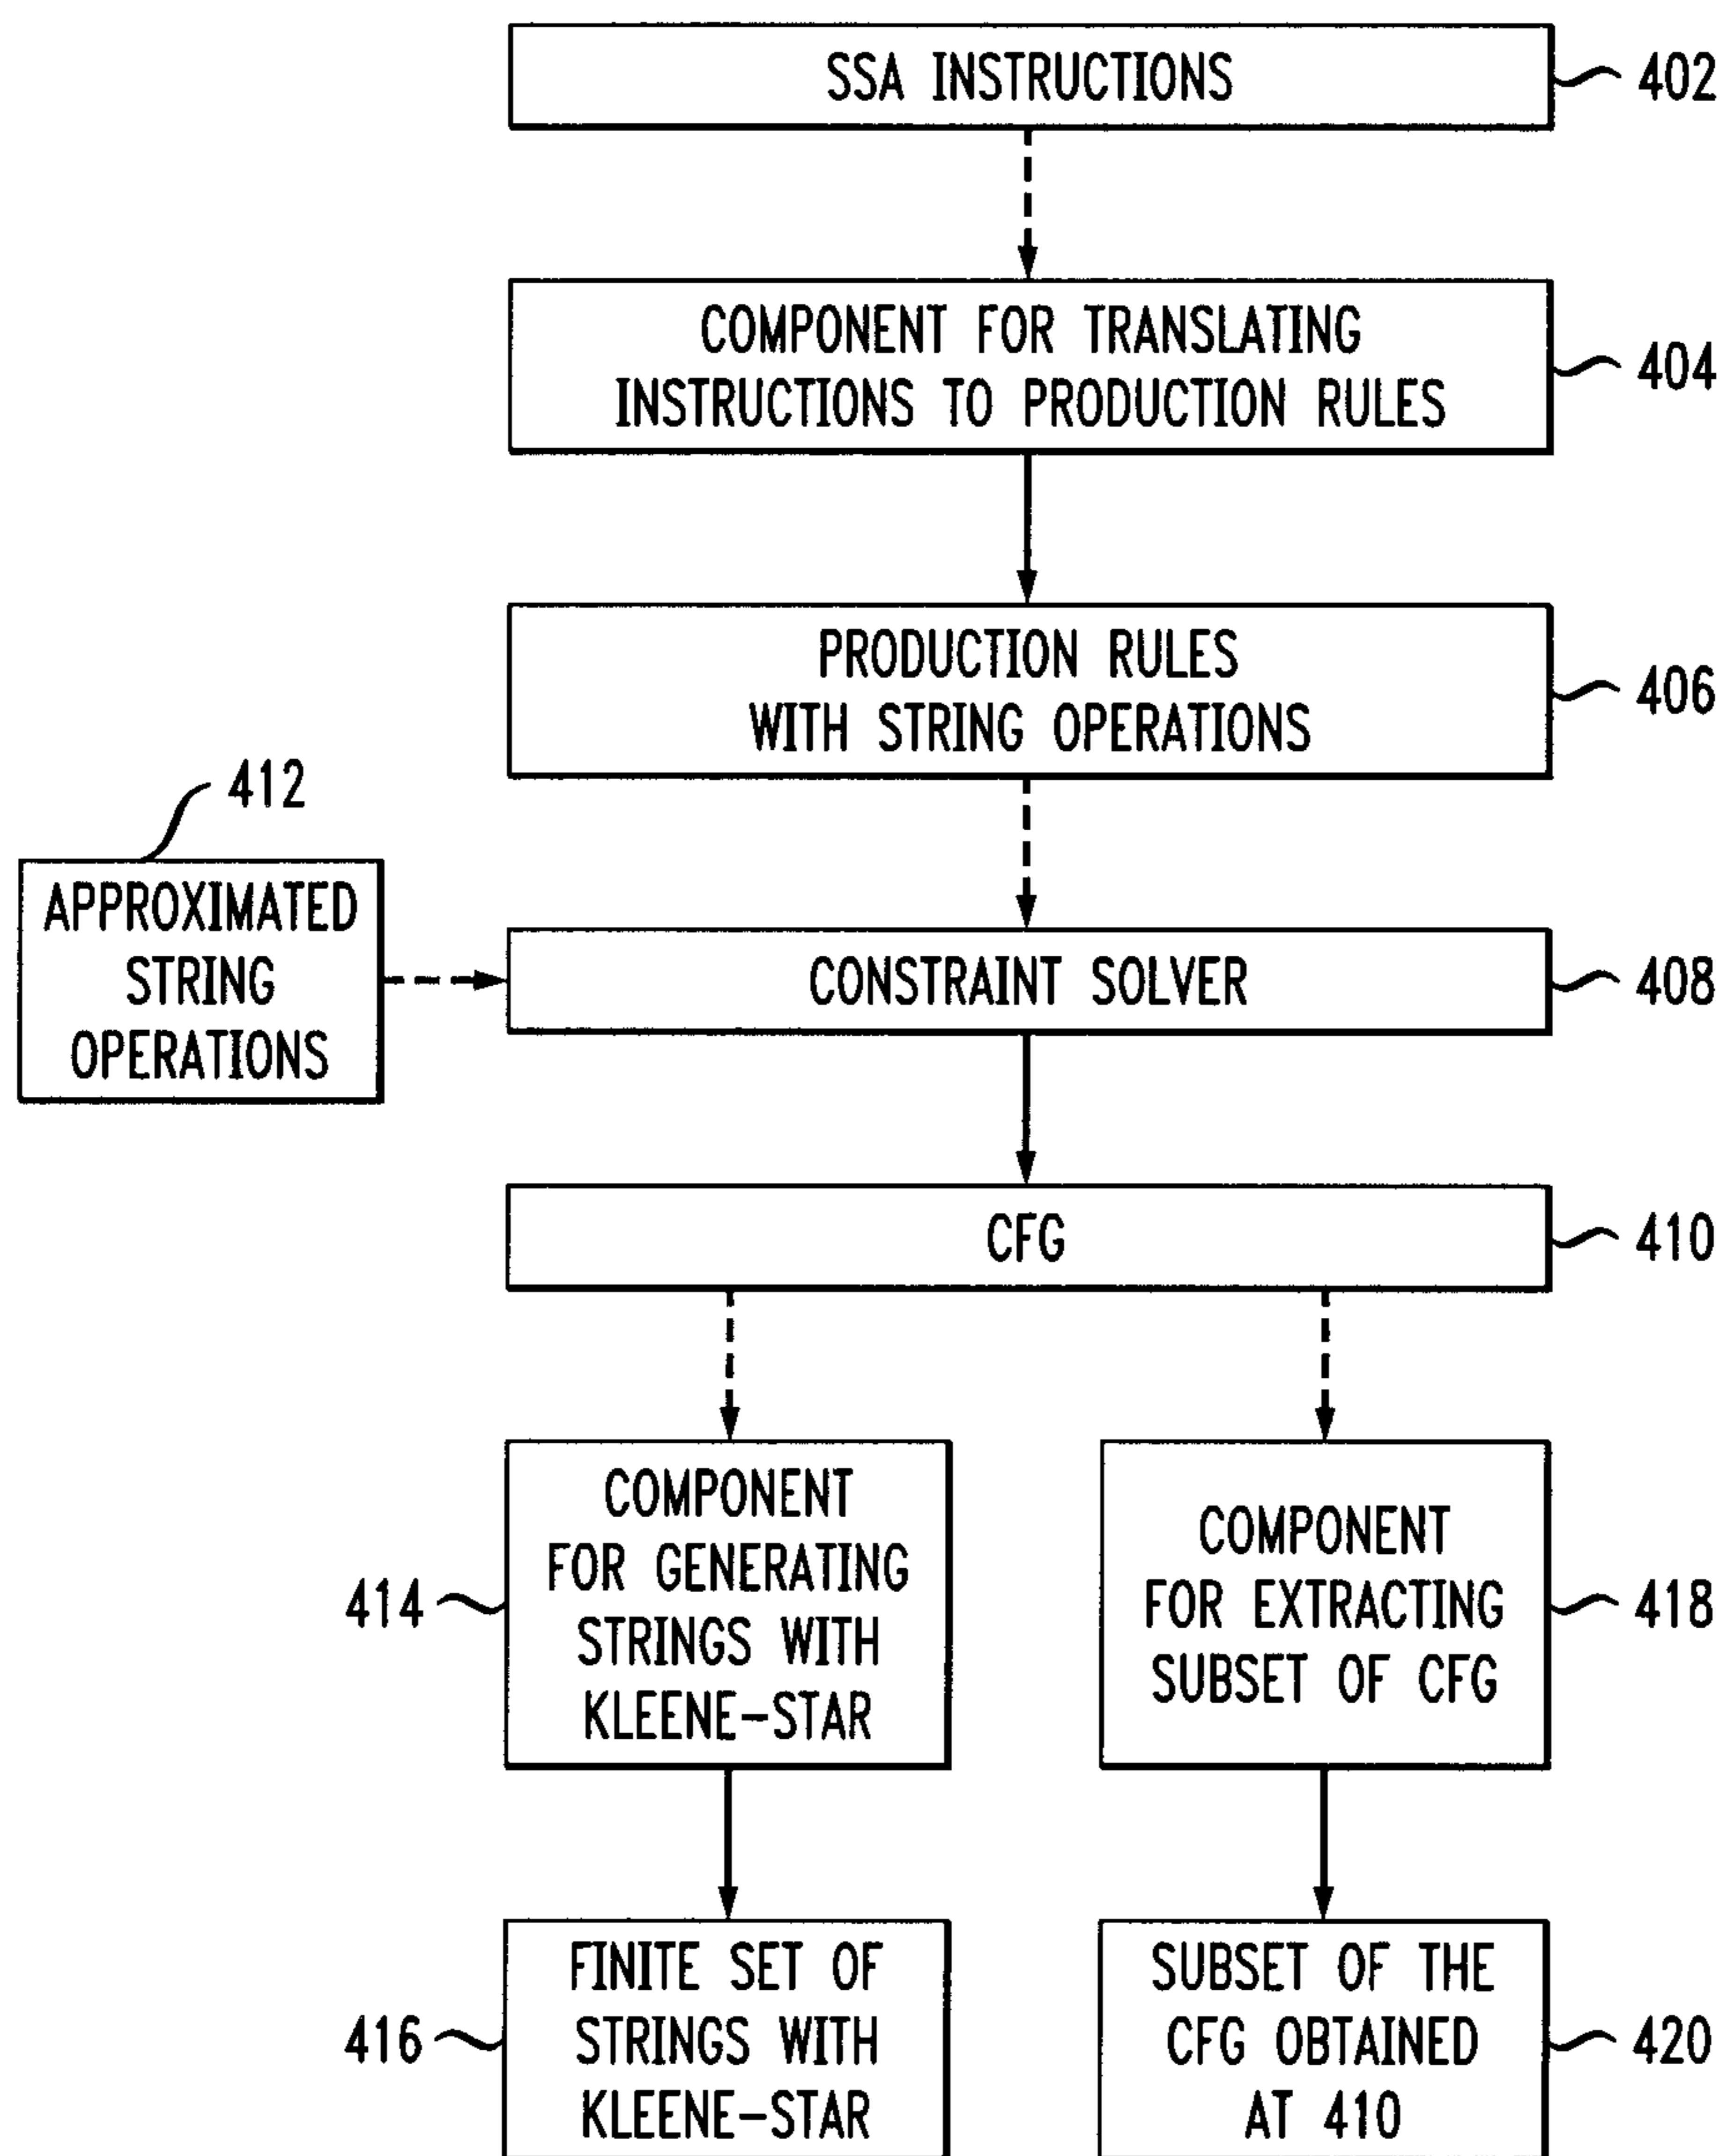 SSA INSTRUCTIONS
402
COMPONENT FOR TRANSLATING
INSTRUCTIONS TO PRODUCTION RULES
404
PRODUCTION RULES
WITH STRING OPERATIONS
406
412
APPROXIMATED
STRING
OPERATIONS
CONSTRAINT SOLVER
408
CFG
410
COMPONENT
FOR GENERATING
STRINGS WITH
KLEENE-STAR
414
COMPONENT
FOR EXTRACTING
SUBSET OF CFG
418
FINITE SET OF
STRINGS WITH
KLEENE-STAR
416
SUBSET OF THE
CFG OBTAINED
AT 410
420